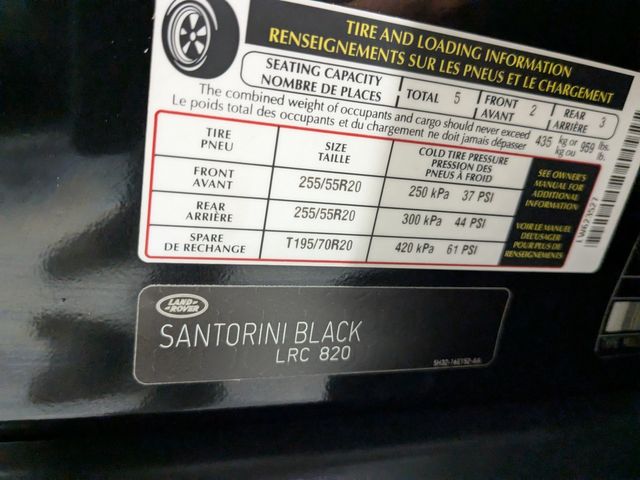 TIRE AND LOADING INFORMATION
RENSEIGNEMENTS SUR LES PNEUS ET LE CHARGEMENT
SEATING CAPACITY
NOMBRE DE PLACES
TOTAL 5
FRONT
AVANT
2
REAR
ARRIÈRE
3
The combined weight of occupants and cargo should never exceed
Le poids total des occupants et du chargement ne doit jamais dépasser
435 kg or 959 lbs.
kg ou lb.
TIRE
PNEU
SIZE
TAILLE
COLD TIRE PRESSURE
PRESSION DES
PNEUS À FROID
FRONT
AVANT
255/55R20
250 kPa 37 PSI
REAR
ARRIÈRE
255/55R20
300 kPa 44 PSI
SPARE
DE RECHANGE
T195/70R20
420 kPa 61 PSI
SEE OWNER'S
MANUAL FOR
ADDITIONAL
INFORMATION
VOIR LE MANUEL
DE L'USAGER
POUR PLUS DE
RENSEIGNEMENTS
LAND
ROVER
SANTORINI BLACK
LRC 820